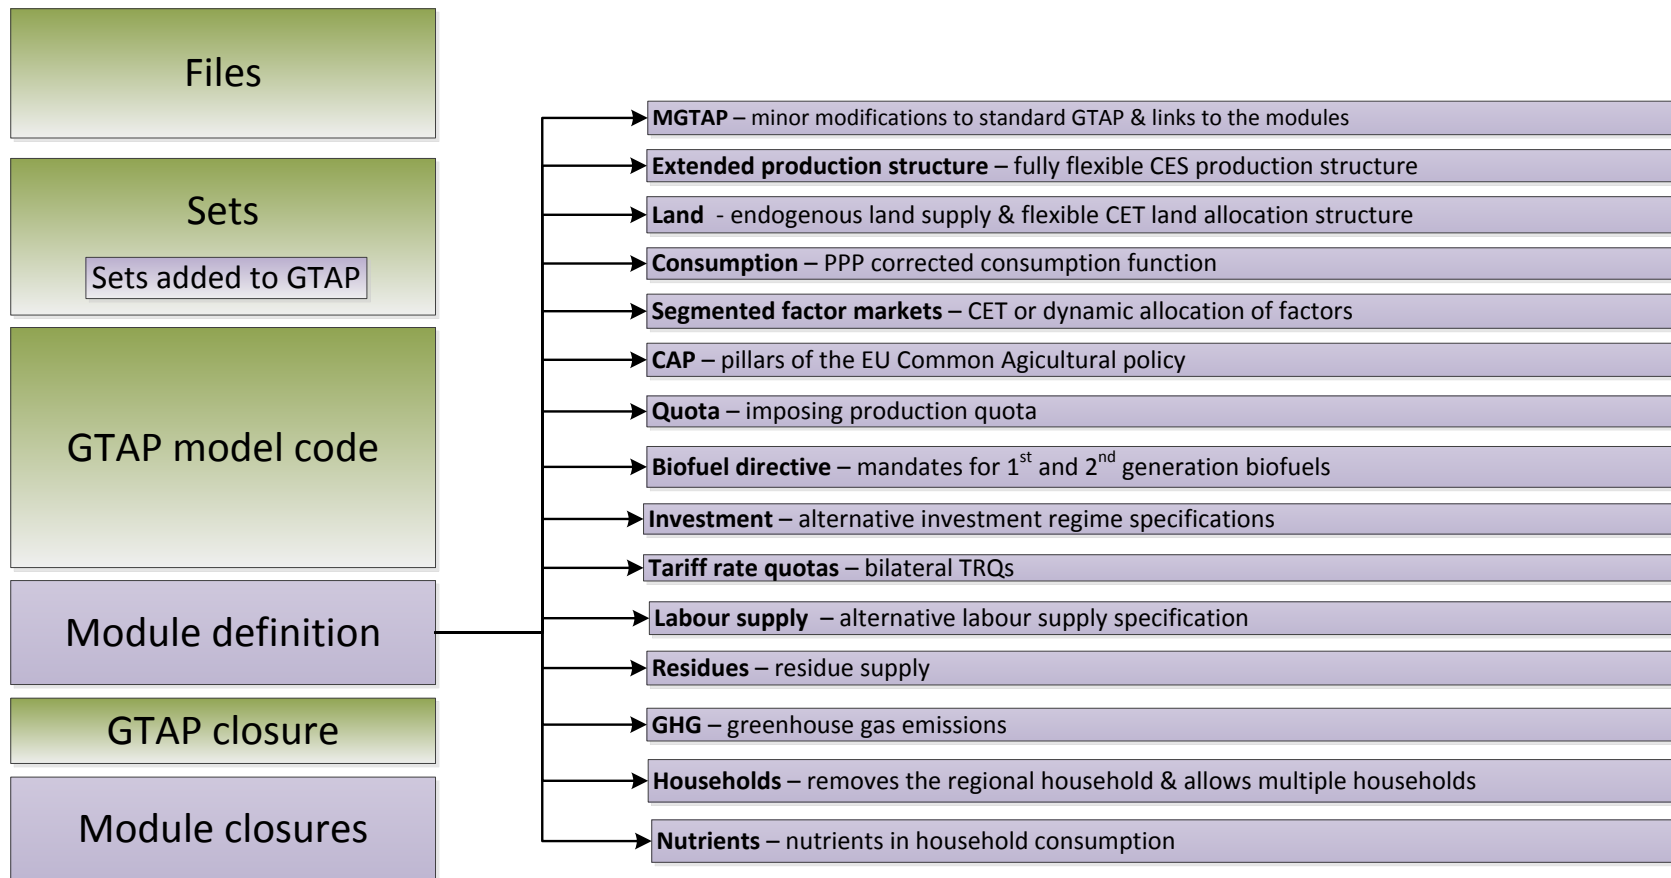 Files
Sets
Sets added to GTAP
GTAP model code
Module definition
GTAP closure
Module closures
MGTAP – minor modifications to standard GTAP & links to the modules
Extended production structure – fully flexible CES production structure
Land - endogenous land supply & flexible CET land allocation structure
Consumption – PPP corrected consumption function
Segmented factor markets – CET or dynamic allocation of factors
CAP – pillars of the EU Common Agicultural policy
Quota – imposing production quota
Biofuel directive – mandates for 1st and 2nd generation biofuels
Investment – alternative investment regime specifications
Tariff rate quotas – bilateral TRQs
Labour supply – alternative labour supply specification
Residues – residue supply
GHG – greenhouse gas emissions
Households – removes the regional household & allows multiple households
Nutrients – nutrients in household consumption